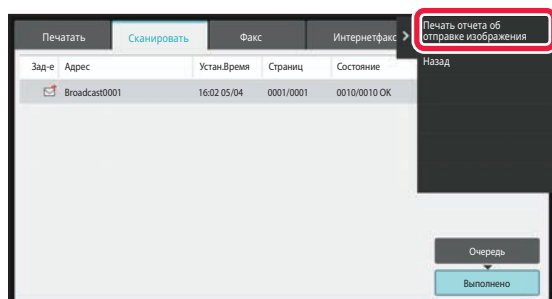 Печатать
Сканировать
Факс
Интернетфакс
Печать отчета об
отправке изображения
Назад
Зад-е Адрес Устан.Время Страниц Состояние
Broadcast0001 16:02 05/04 0001/0001 0010/0010 OK
Очередь
Выполнено